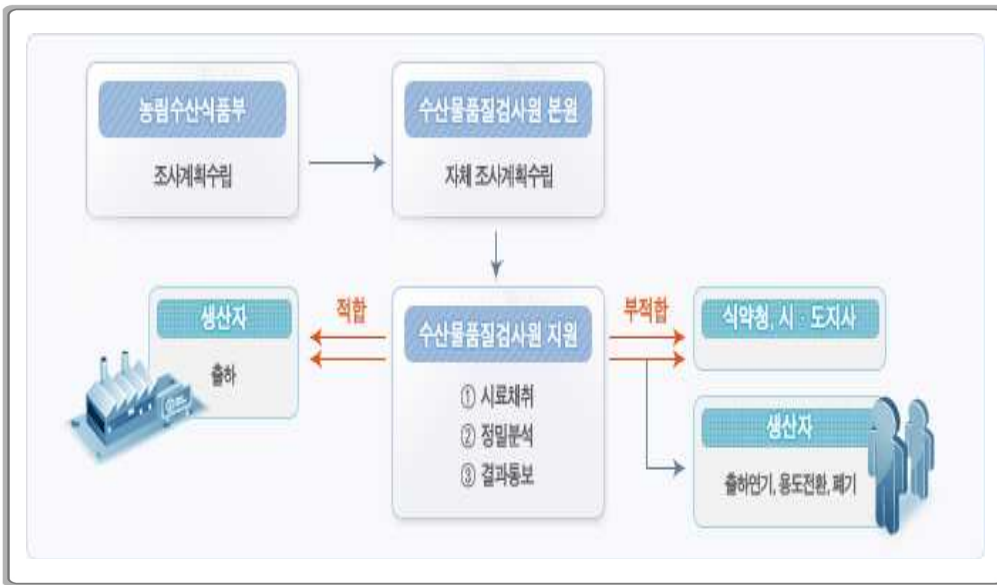 농림수산식품부
조사계획수립
수산물품질검사원 본원
자체 조사계획수립
생산자
출하
적합
수산물품질검사원 지원
① 시료채취
② 정밀분석
③ 결과통보
부적합
식약청, 시 · 도지사
생산자
출하연기, 용도전환, 폐기